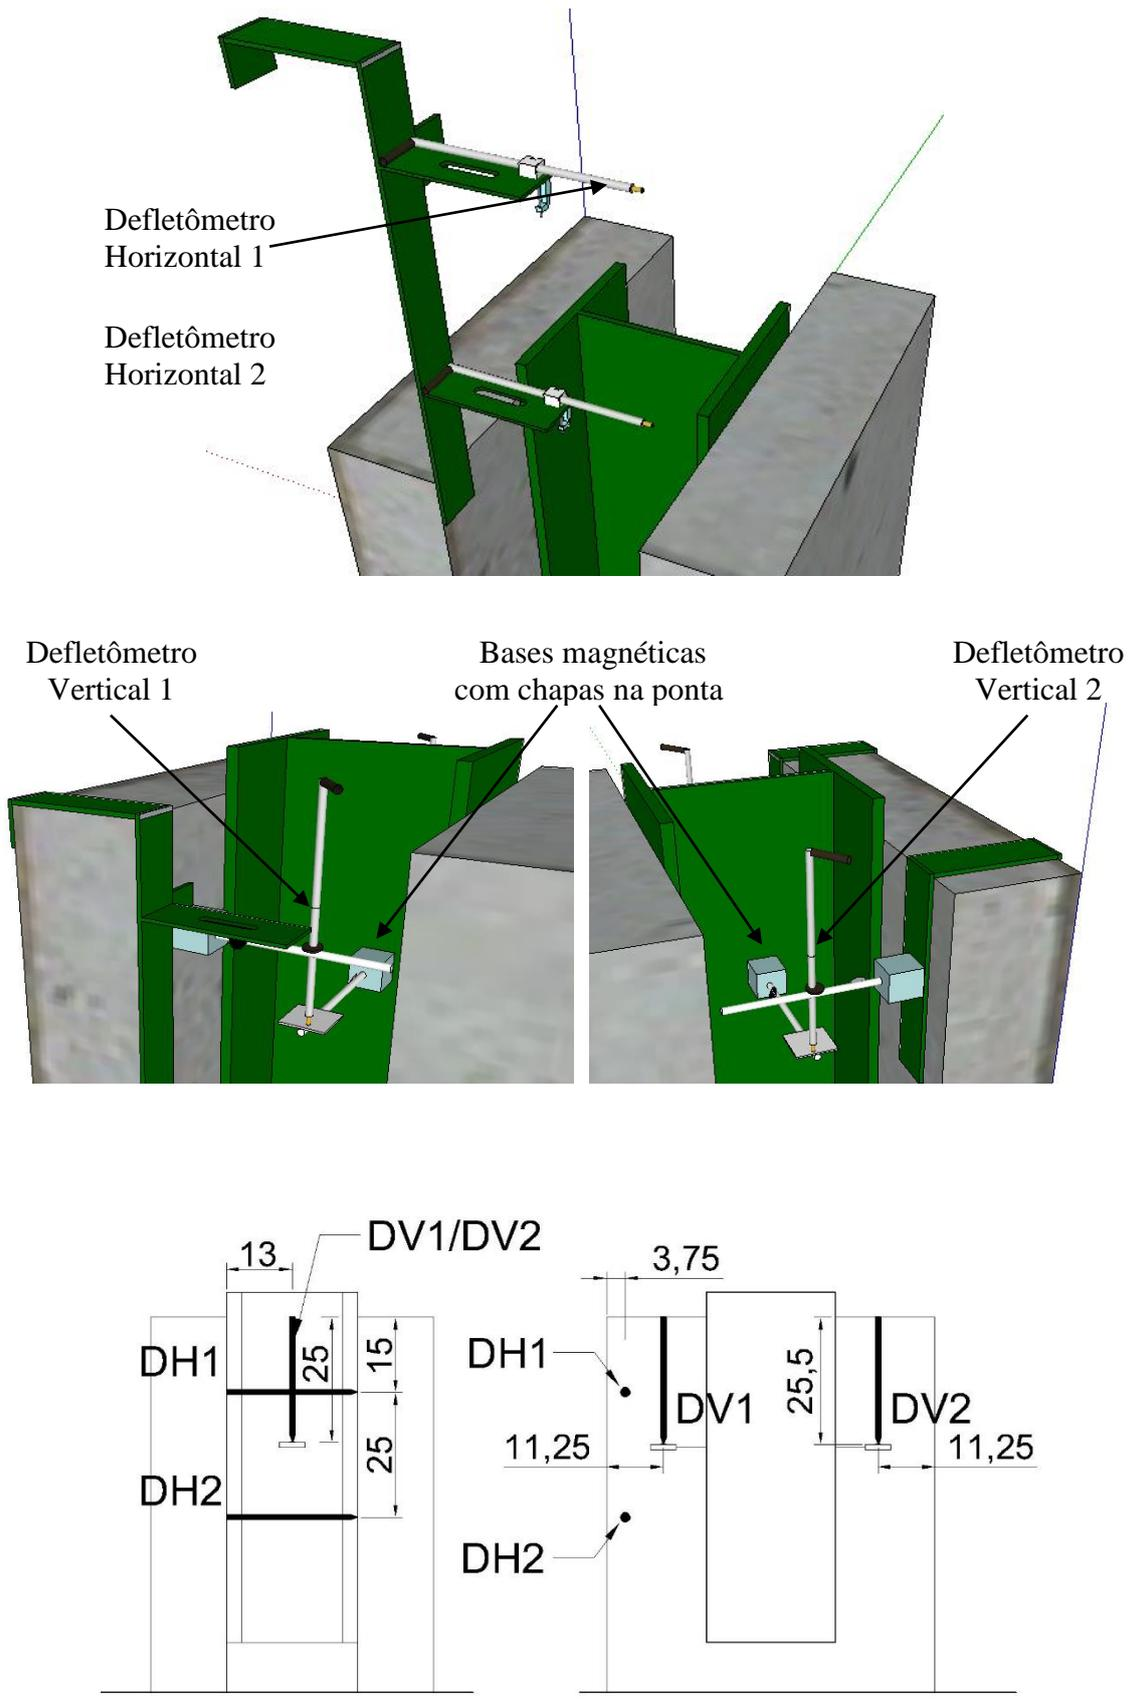 Defletômetro
Horizontal 1
Defletômetro
Horizontal 2
Defletômetro
Vertical 1
Bases magnéticas
com chapas na ponta
Defletômetro
Vertical 2
DV1/DV2
13
DH1
25
15
25
DH2
3,75
DH1
DV1
25,5
DV2
11,25
11,25
DH2